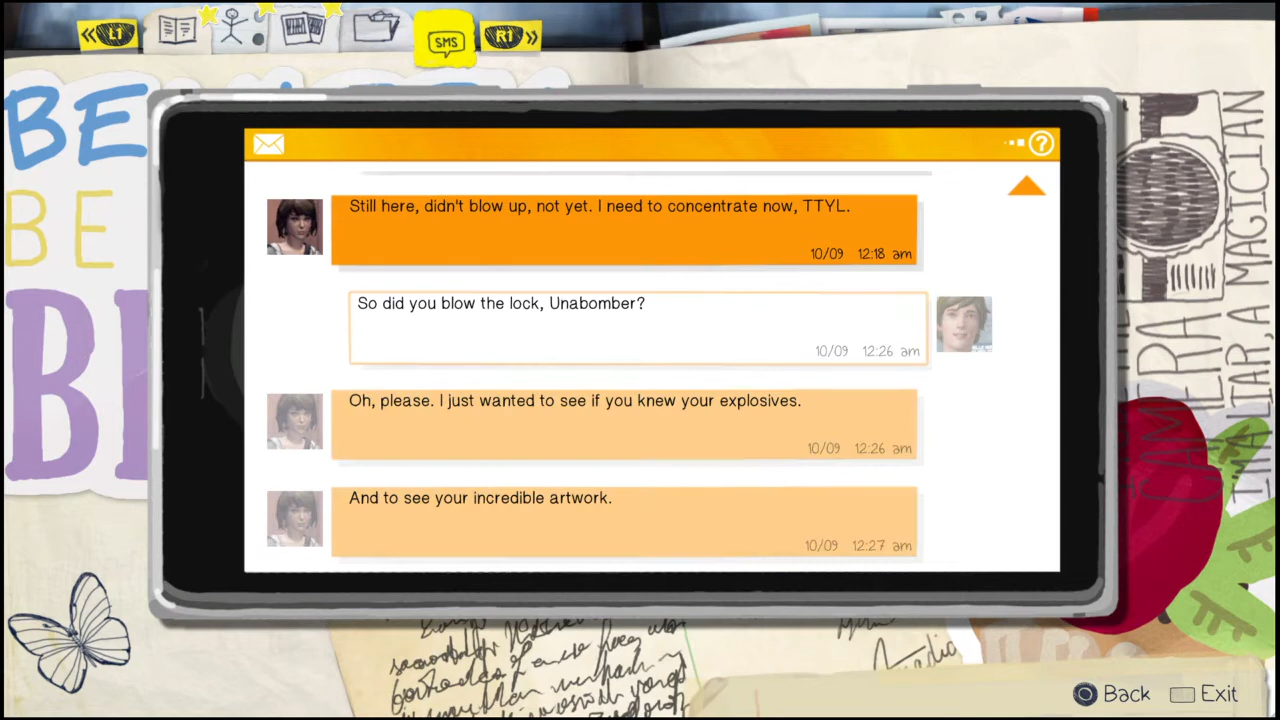 L1
SMS
R1
BE
BE
Still here, didn't blow up, not yet. I need to concentrate now, TTYL.
10/09 12:18 am
So did you blow the lock, Unabomber?
10/09 12:26 am
Oh, please. I just wanted to see if you knew your explosives.
10/09 12:26 am
And to see your incredible artwork.
10/09 12:27 am
?
CAMERA
LIAR, A MAGICIAN
Back
Exit